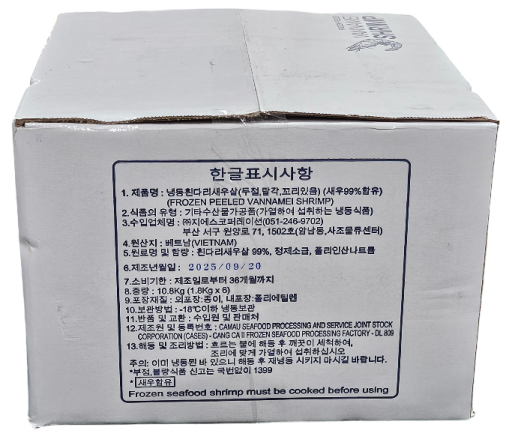 VANNAMEI
SHRIMP
한글표시사항
1. 제품명 : 냉동흰다리새우살(두절,탈각,꼬리있음) (새우99%함유)
(FROZEN PEELED VANNAMEI SHRIMP)
2.식품의 유형 : 기타수산물가공품(가열하여 섭취하는 냉동식품)
3.수입업체명 : ㈜지에스코퍼레이션(051-246-9702)
부산 서구 원양로 71, 1502호(암남동,사조물류센터)
4.원산지 : 베트남(VIETNAM)
5.원료명 및 함량 : 흰다리새우살 99%, 정제소금, 폴리인산나트륨
6.제조년월일 : 2025/09/20
7.소비기한 : 제조일로부터 36개월까지
8.중량 : 10.8Kg (1.8Kg x 6)
9.포장재질 : 외포장:종이, 내포장:폴리에틸렌
10.보관방법 : -18℃이하 냉동보관
11.반품 및 교환 : 수입원 및 판매처
12.제조원 및 등록번호 : CAMAU SEAFOOD PROCESSING AND SERVICE JOINT STOCK
CORPORATION (CASES) - CANG CA II FROZEN SEAFOOD PROCESSING FACTORY - DL 809
13.해동 및 조리방법 : 흐르는 물에 해동 후 깨끗이 세척하여,
조리에 맞게 가열하여 섭취하십시오
주의: 이미 냉동된 바 있으니 해동 후 재냉동 시키지 마시길 바랍니다.
*부정,불량식품 신고는 국번없이 1399
* 새우함유
Frozen seafood shrimp must be cooked before using